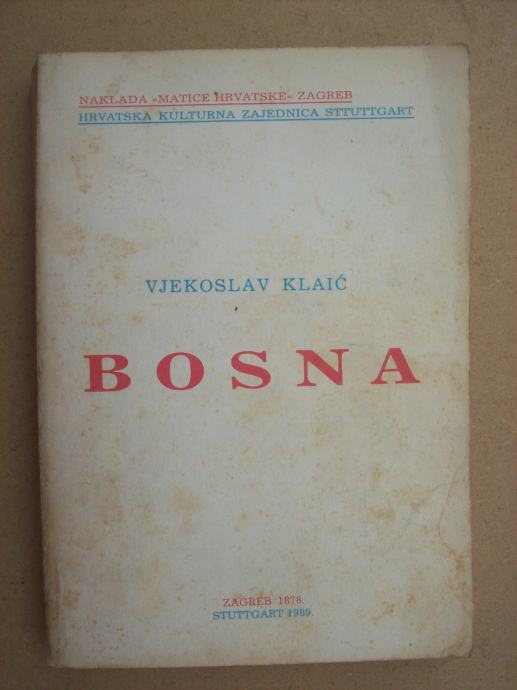 NAKLADA »MATICE HRVATSKE« ZAGREB
HRVATSKA KULTURNA ZAJEDNICA STTUTTGART
VJEKOSLAV KLAIĆ
BOSNA
ZAGREB 1878.
STUTTGART 1989.